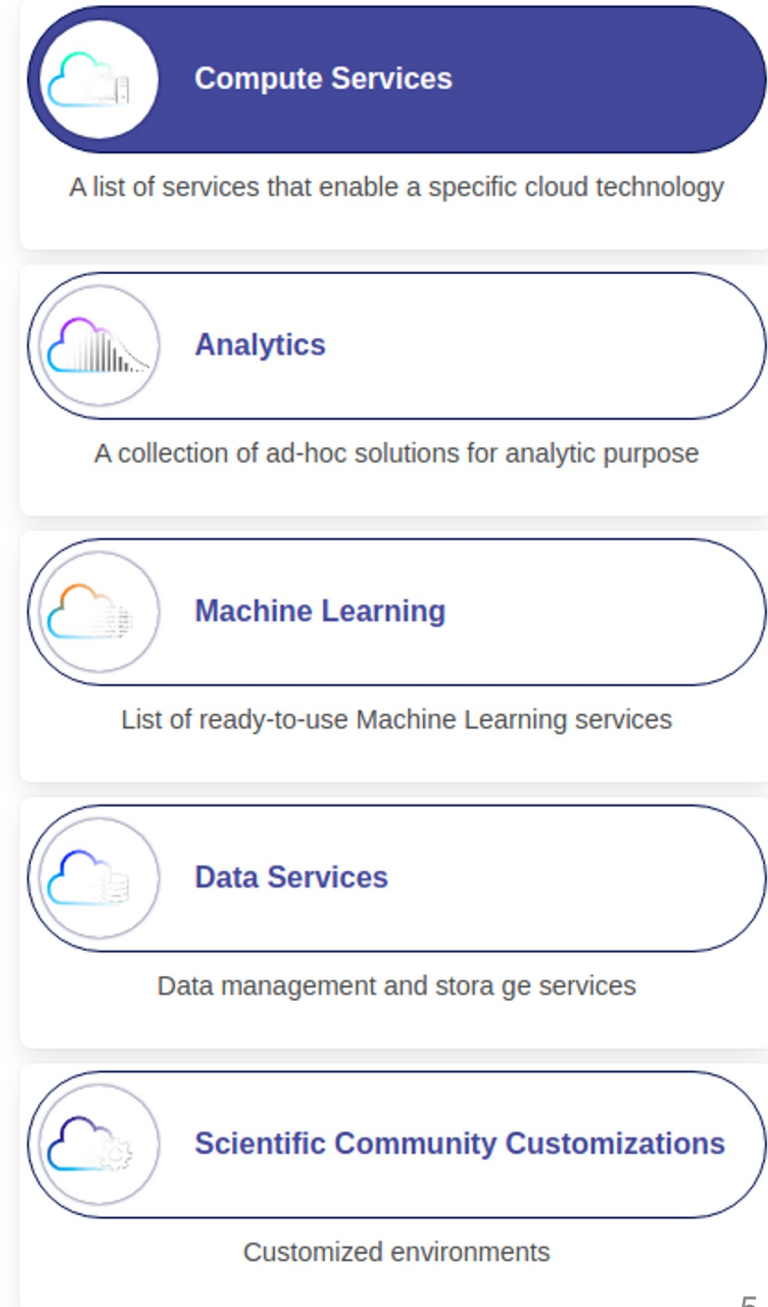 Compute Services
A list of services that enable a specific cloud technology
Analytics
A collection of ad-hoc solutions for analytic purpose
Machine Learning
List of ready-to-use Machine Learning services
Data Services
Data management and stora ge services
Scientific Community Customizations
Customized environments
5